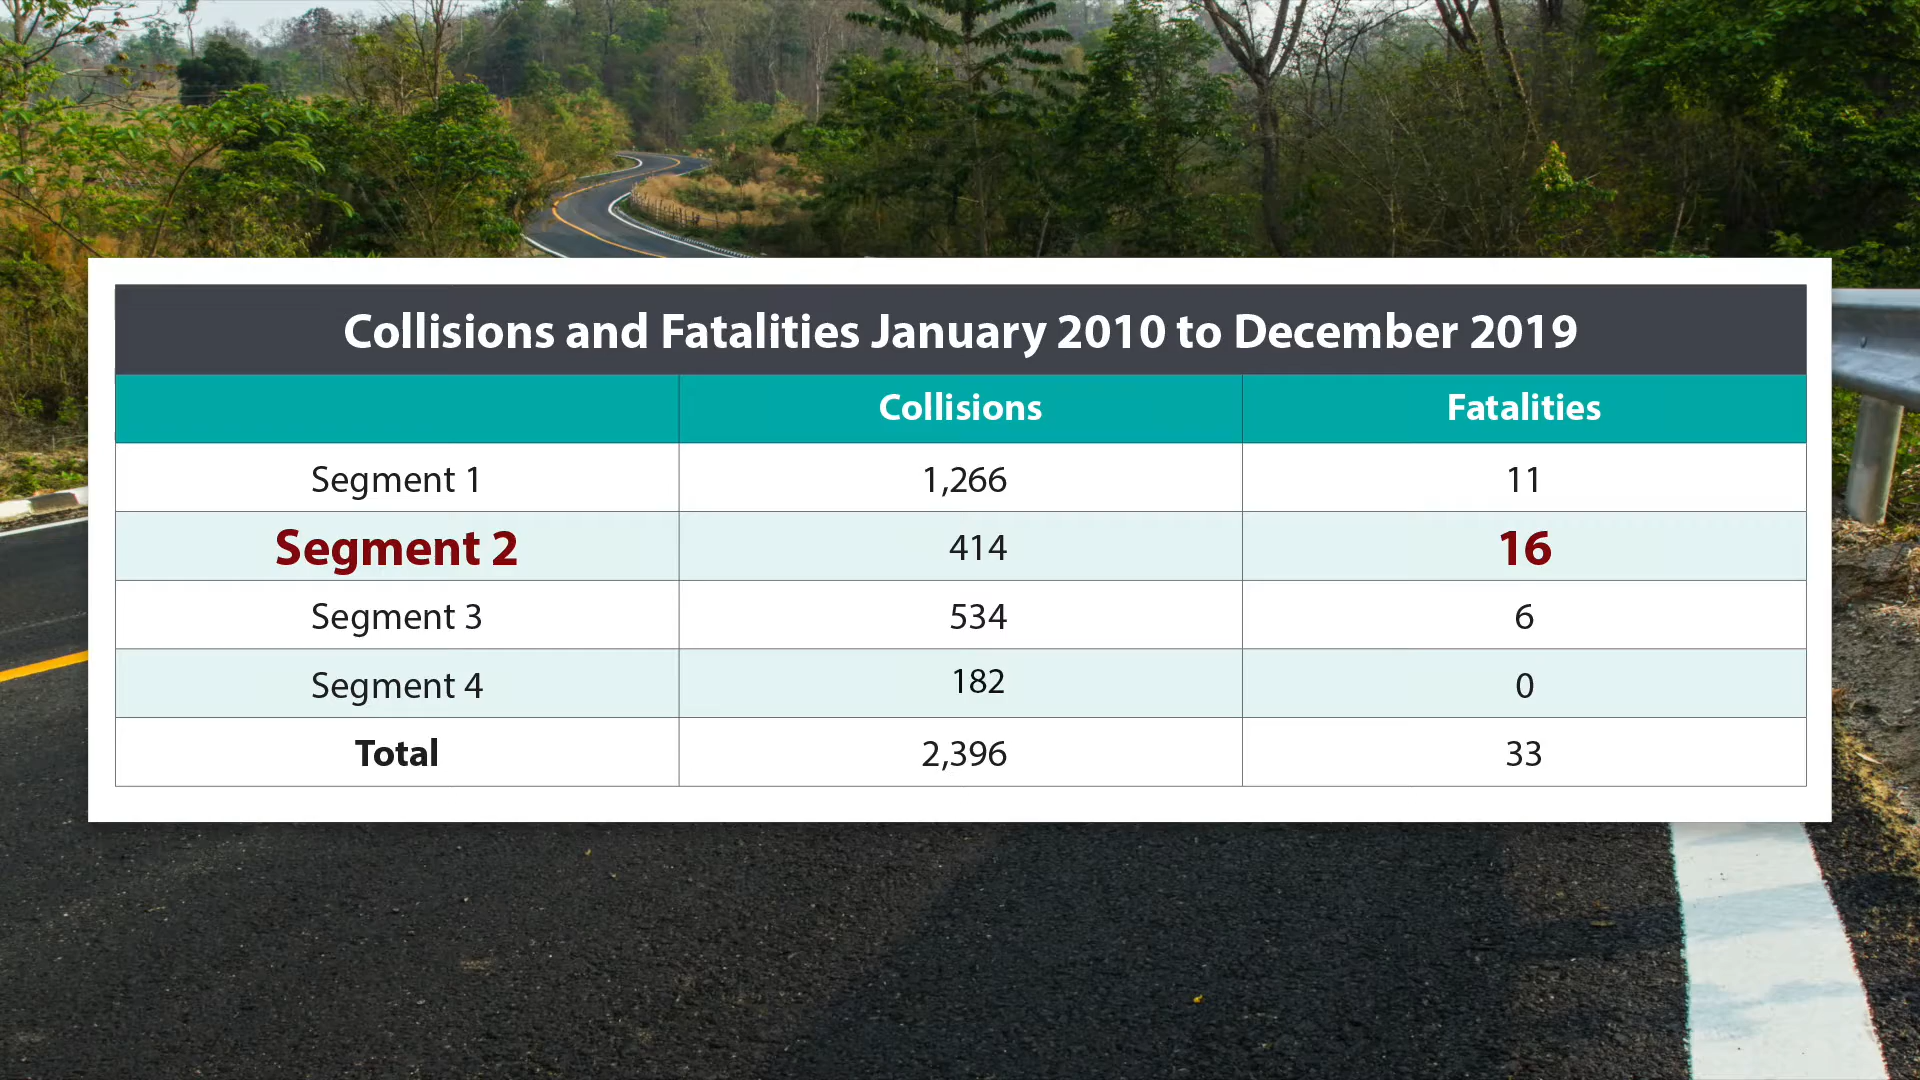 Collisions and Fatalities January 2010 to December 2019
Collisions Fatalities
Segment 1 1,266 11
Segment 2 414 16
Segment 3 534 6
Segment 4 182 0
Total 2,396 33